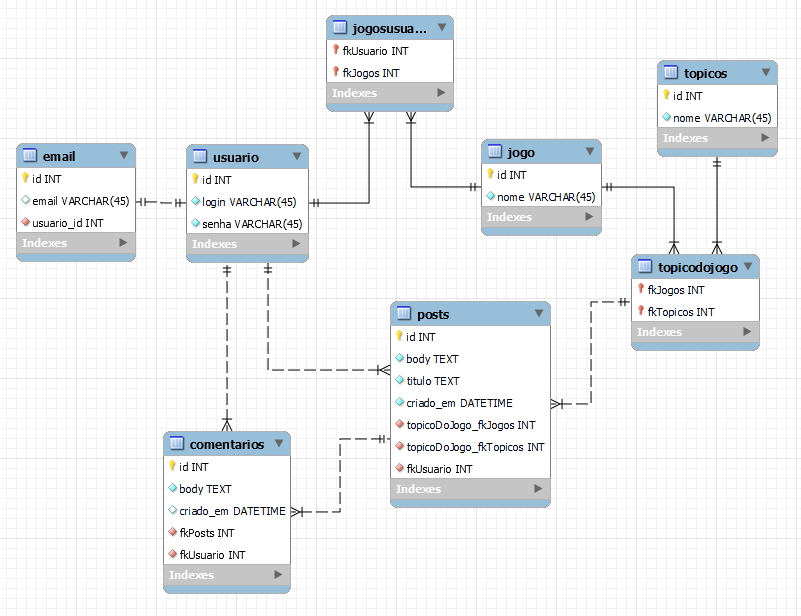 jogosusua...
fkUsuario INT
fkJogos INT
Indexes
topicos
id INT
nome VARCHAR(45)
Indexes
email
id INT
email VARCHAR(45)
usuario_id INT
Indexes
usuario
id INT
login VARCHAR(45)
senha VARCHAR(45)
Indexes
jogo
id INT
nome VARCHAR(45)
Indexes
topicodojogo
fkJogos INT
fkTopicos INT
Indexes
posts
id INT
body TEXT
titulo TEXT
criado_em DATETIME
topicoDoJogo_fkJogos INT
topicoDoJogo_fkTopicos INT
fkUsuario INT
Indexes
comentarios
id INT
body TEXT
criado_em DATETIME
fkPosts INT
fkUsuario INT
Indexes